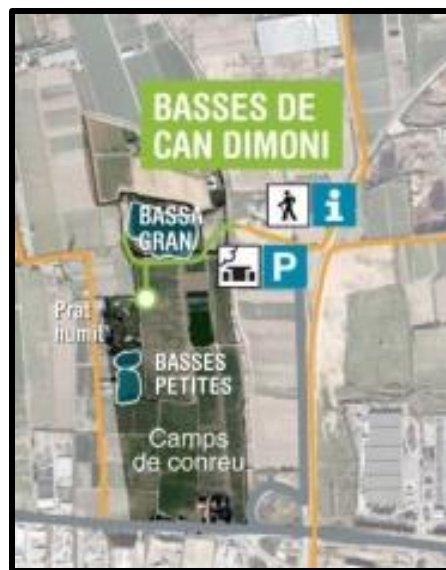 BASSES DE
CAN DIMONI
BASSA
GRAN
i
P
Prat
humit
BASSES
PETITES
Camps
de conreu